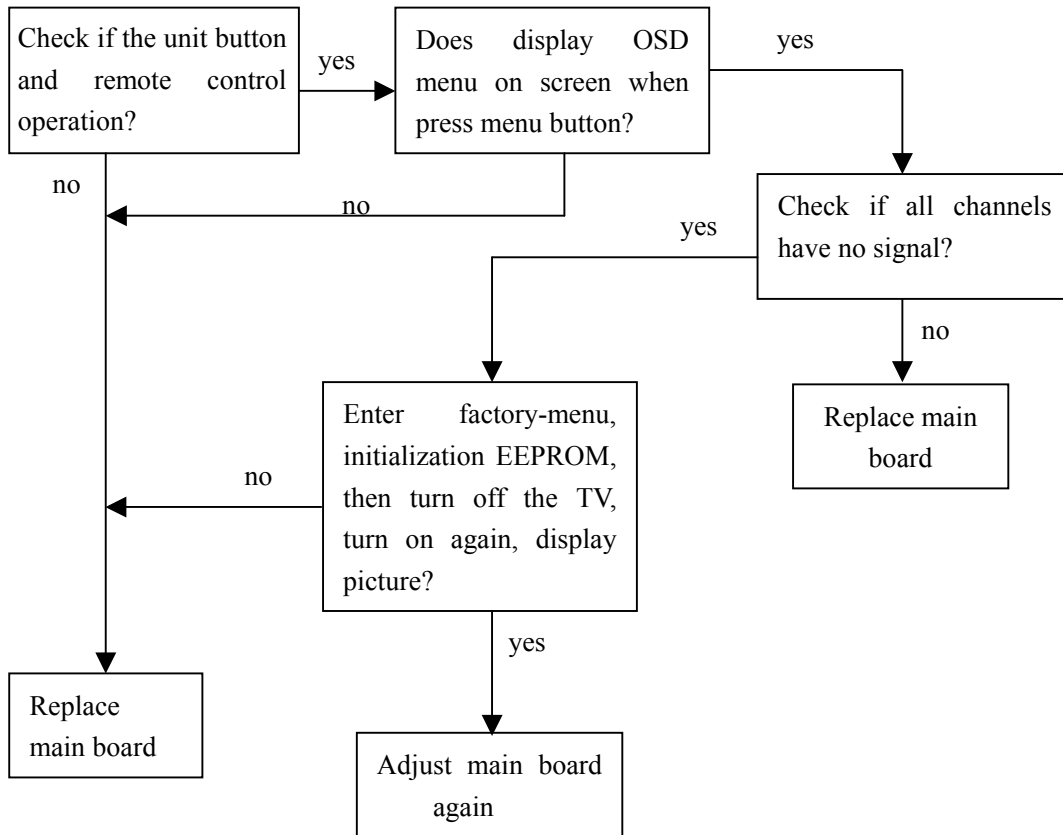 Check if the unit button
and remote control
operation?
yes
Does display OSD
menu on screen when
press menu button?
yes
no
no
Check if all channels
have no signal?
yes
no
Enter factory-menu,
initialization EEPROM,
then turn off the TV,
turn on again, display
picture?
no
Replace main
board
yes
Replace
main board
Adjust main board
again